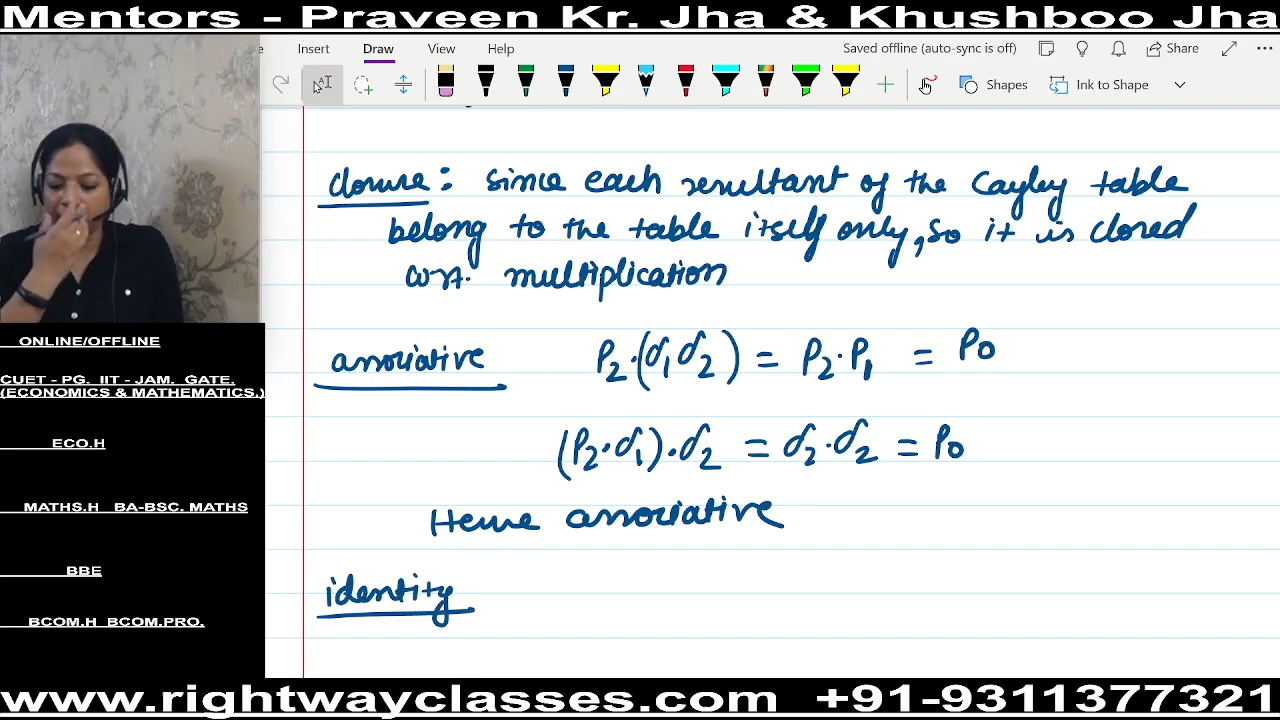 Mentors - Praveen Kr. Jha & Khushboo Jha
Insert Draw View Help Saved offline (auto-sync is off) Share
Shapes Ink to Shape
closure: since each resultant of the Cayley table
belong to the table itself only, so it is closed
w.r.t. multiplication
associative P2·(σ1σ2) = P2·P1 = P0
(P2·σ1)·σ2 = σ2·σ2 = P0
Hence associative
identity
ONLINE/OFFLINE
CUET - PG. IIT - JAM. GATE.
(ECONOMICS & MATHEMATICS.)
ECO.H
MATHS.H BA-BSC. MATHS
BBE
BCOM.H BCOM.PRO.
www.rightwayclasses.com +91-9311377321